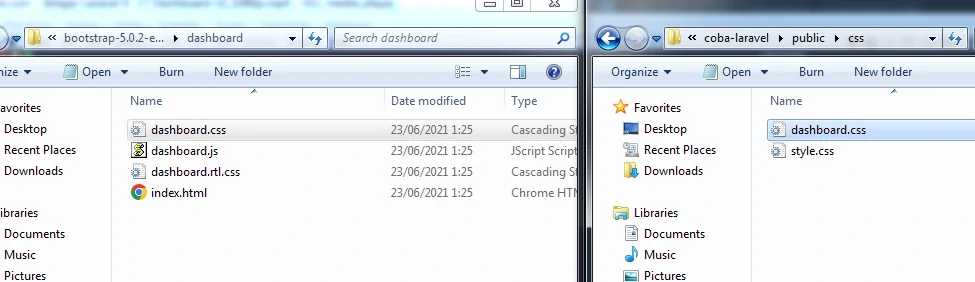 bootstrap-5.0.2-e... dashboard
Search dashboard
nize
Open
Burn
New folder
avorites
Desktop
Recent Places
Downloads
ibraries
Documents
Music
Pictures
Name
Date modified
Type
dashboard.css
23/06/2021 1:25
Cascading St
dashboard.js
23/06/2021 1:25
JScript Script
dashboard.rtl.css
23/06/2021 1:25
Cascading St
index.html
23/06/2021 1:25
Chrome HTM
coba-laravel public css
Organize
Open
Burn
New folder
Favorites
Desktop
Recent Places
Downloads
Libraries
Documents
Music
Pictures
Name
dashboard.css
style.css